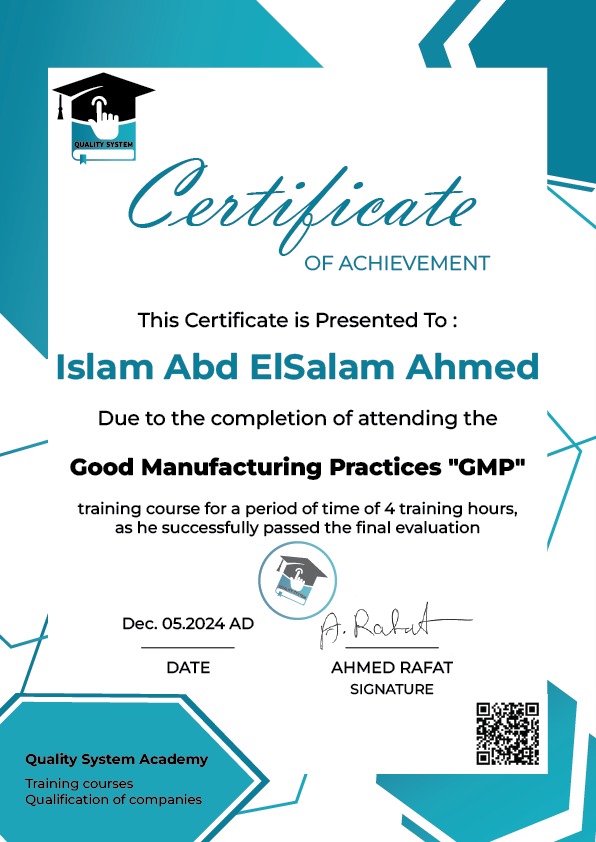 QUALITY SYSTEM
Certificate
OF ACHIEVEMENT
This Certificate is Presented To :
Islam Abd ElSalam Ahmed
Due to the completion of attending the
Good Manufacturing Practices "GMP"
training course for a period of time of 4 training hours,
as he successfully passed the final evaluation
QUALITY SYSTEM
Dec. 05.2024 AD
A. Rafat
DATE
AHMED RAFAT
SIGNATURE
Quality System Academy
Training courses
Qualification of companies